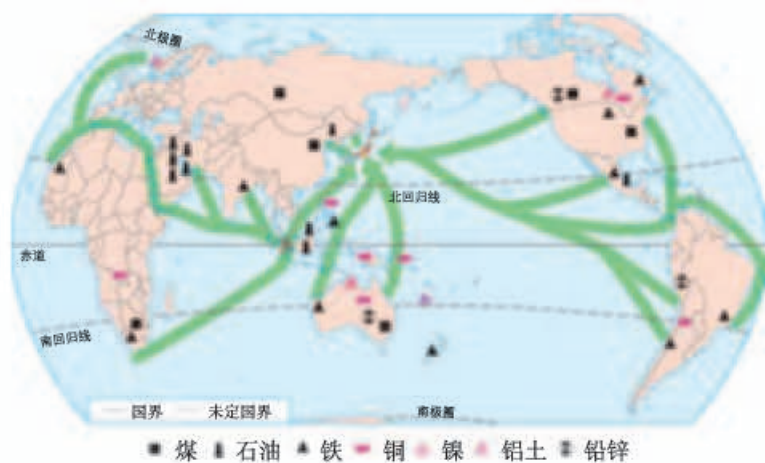 北极圈
北回归线
赤道
南回归线
国界 未定国界 南极圈
煤 石油 铁 铜 镍 铝土 铅锌